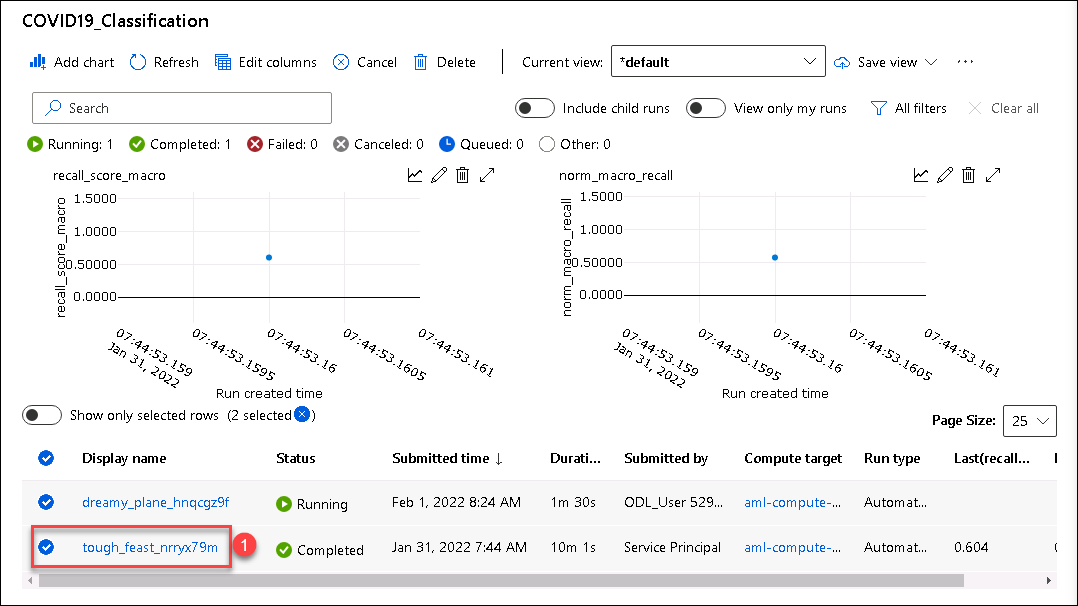 COVID19_Classification
Add chart Refresh Edit columns Cancel Delete Current view: *default Save view ...
Search Include child runs View only my runs All filters Clear all
Running: 1 Completed: 1 Failed: 0 Canceled: 0 Queued: 0 Other: 0
recall_score_macro
recall_score_macro
1.5000
1.0000
0.50000
0.0000
07:44:53.159
Jan 31, 2022
07:44:53.1595
07:44:53.16
07:44:53.1605
07:44:53.161
Run created time
norm_macro_recall
norm_macro_recall
1.5000
1.0000
0.50000
0.0000
07:44:53.159
Jan 31, 2022
07:44:53.1595
07:44:53.16
07:44:53.1605
07:44:53.161
Run created time
Show only selected rows (2 selected )
Page Size: 25
Display name Status Submitted time ↓ Durati... Submitted by Compute target Run type Last(recall...
dreamy_plane_hnqcgz9f Running Feb 1, 2022 8:24 AM 1m 30s ODL_User 529... aml-compute-... Automat...
tough_feast_nrryx79m 1 Completed Jan 31, 2022 7:44 AM 10m 1s Service Principal aml-compute-... Automat... 0.604